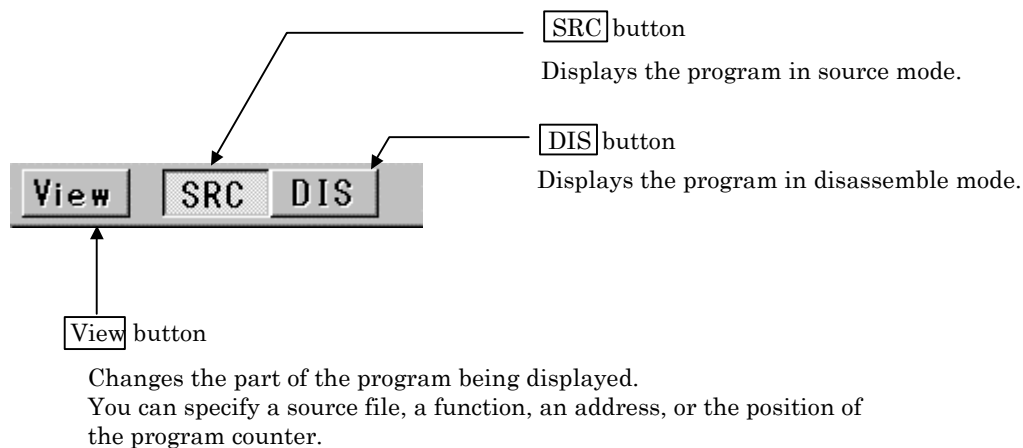 SRC button
Displays the program in source mode.
DIS button
Displays the program in disassemble mode.
View SRC DIS
View button
Changes the part of the program being displayed.
You can specify a source file, a function, an address, or the position of
the program counter.